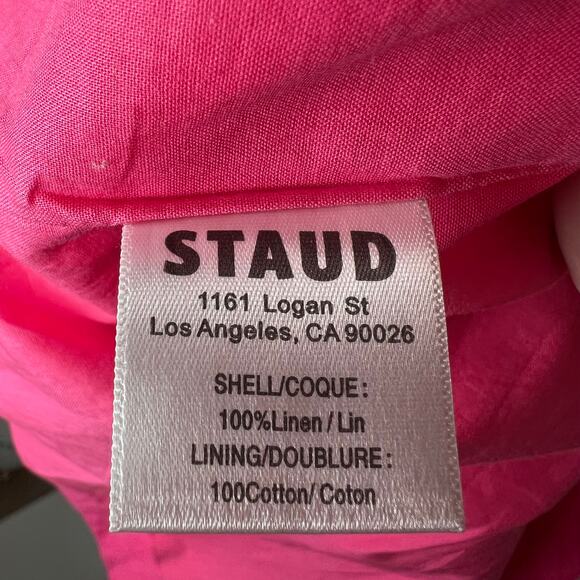 STAUD
1161 Logan St
Los Angeles, CA 90026
SHELL/COQUE:
100%Linen / Lin
LINING/DOUBLURE:
100Cotton/ Coton